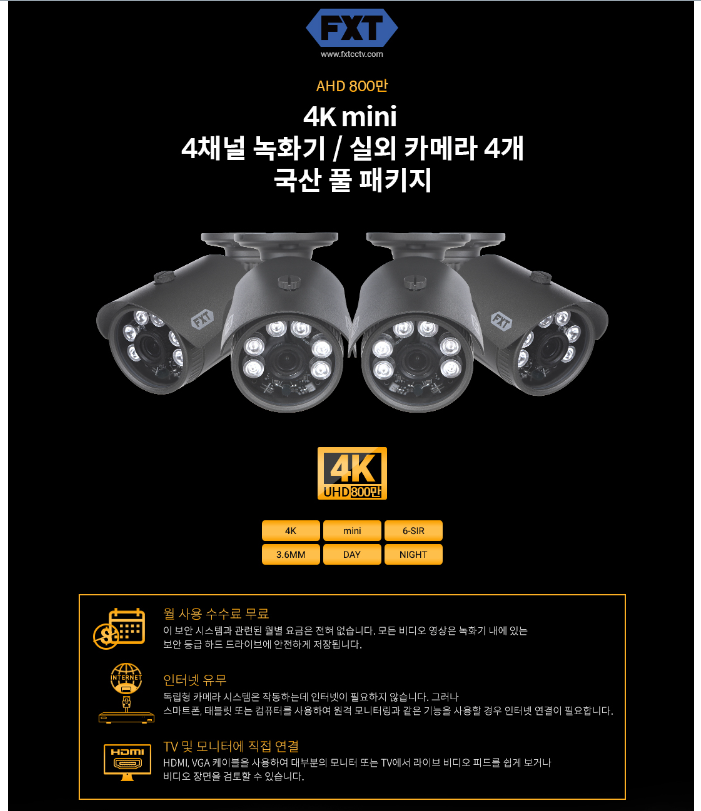 FXT
www.fxtcctv.com
AHD 800만
4K mini
4채널 녹화기 / 실외 카메라 4개
국산 풀 패키지
FXT
FXT
4K
UHD800만
4K
mini
6-SIR
3.6MM
DAY
NIGHT
월 사용 수수료 무료
이 보안 시스템과 관련된 월별 요금은 전혀 없습니다. 모든 비디오 영상은 녹화기 내에 있는
보안 등급 하드 드라이브에 안전하게 저장됩니다.
INTERNET
인터넷 유무
독립형 카메라 시스템은 작동하는데 인터넷이 필요하지 않습니다. 그러나
스마트폰, 태블릿 또는 컴퓨터를 사용하여 원격 모니터링과 같은 기능을 사용할 경우 인터넷 연결이 필요합니다.
HDMI
TV 및 모니터에 직접 연결
HDMI, VGA 케이블을 사용하여 대부분의 모니터 또는 TV에서 라이브 비디오 피드를 쉽게 보거나
비디오 장면을 검토할 수 있습니다.